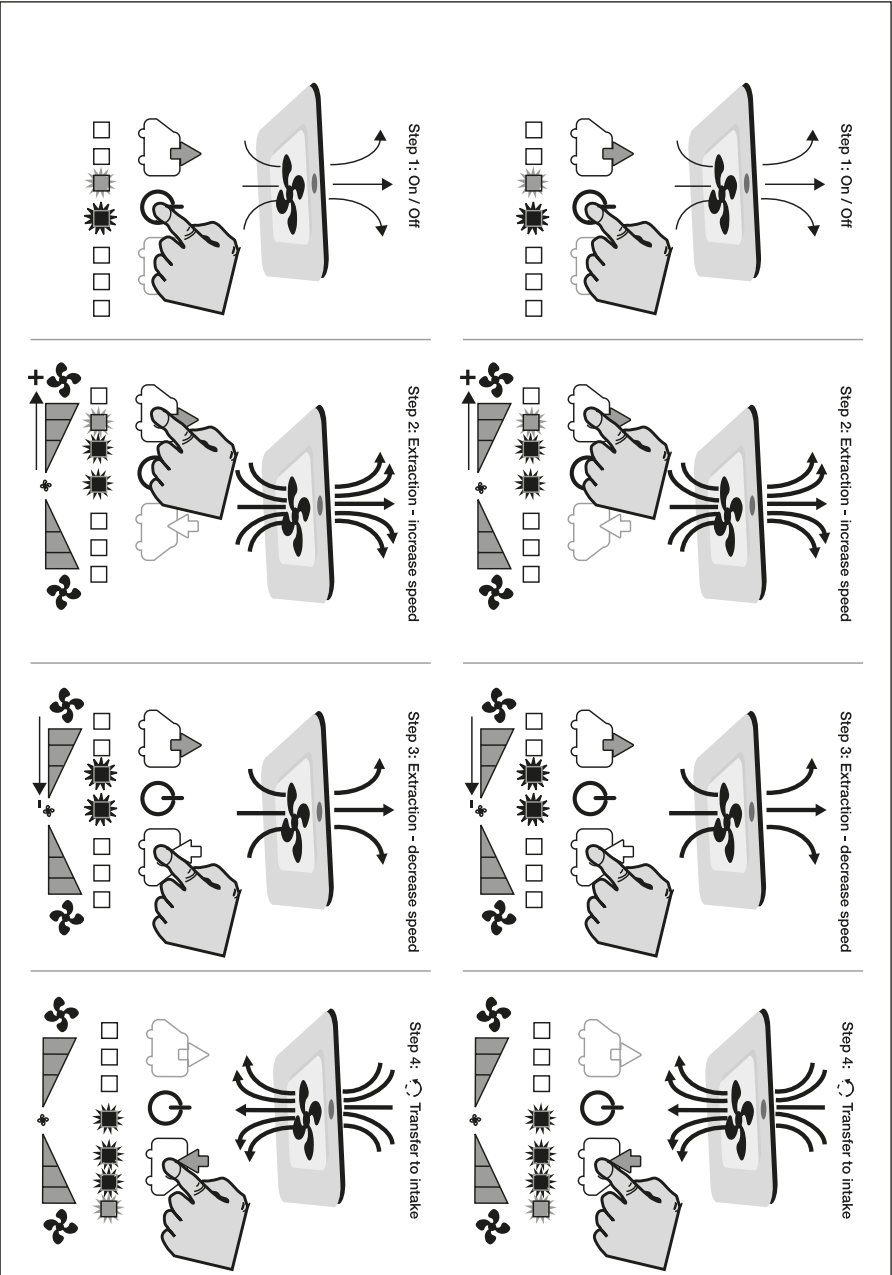 Step 1: On / Off
Step 2: Extraction - increase speed
+
Step 3: Extraction - decrease speed
-
Step 4: Transfer to intake
Step 1: On / Off
Step 2: Extraction - increase speed
+
Step 3: Extraction - decrease speed
-
Step 4: Transfer to intake